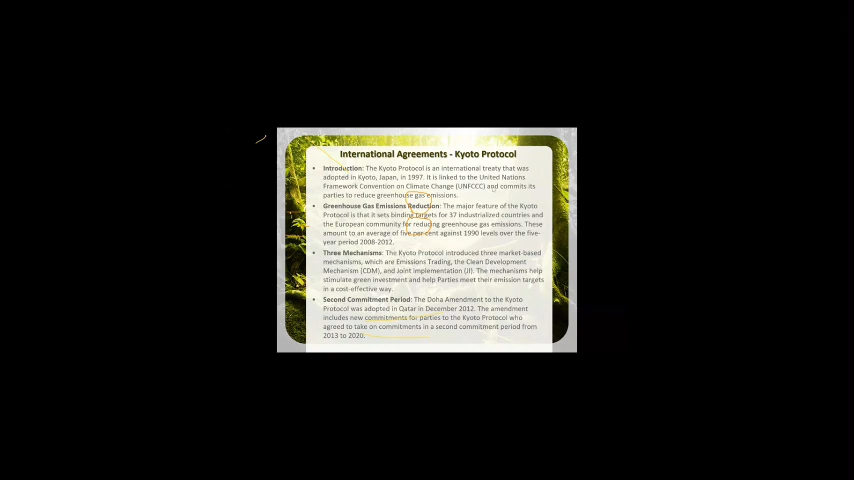 International Agreements - Kyoto Protocol
• Introduction: The Kyoto Protocol is an international treaty that was
adopted in Kyoto, Japan, in 1997. It is linked to the United Nations
Framework Convention on Climate Change (UNFCCC) and commits its
parties to reduce greenhouse gas emissions.
• Greenhouse Gas Emissions Reduction: The major feature of the Kyoto
Protocol is that it sets binding targets for 37 industrialized countries and
the European community for reducing greenhouse gas emissions. These
amount to an average of five per cent against 1990 levels over the five-
year period 2008-2012.
• Three Mechanisms: The Kyoto Protocol introduced three market-based
mechanisms, which are Emissions Trading, the Clean Development
Mechanism (CDM), and Joint Implementation (JI). The mechanisms help
stimulate green investment and help Parties meet their emission targets
in a cost-effective way.
• Second Commitment Period: The Doha Amendment to the Kyoto
Protocol was adopted in Qatar in December 2012. The amendment
includes new commitments for parties to the Kyoto Protocol who
agreed to take on commitments in a second commitment period from
2013 to 2020.